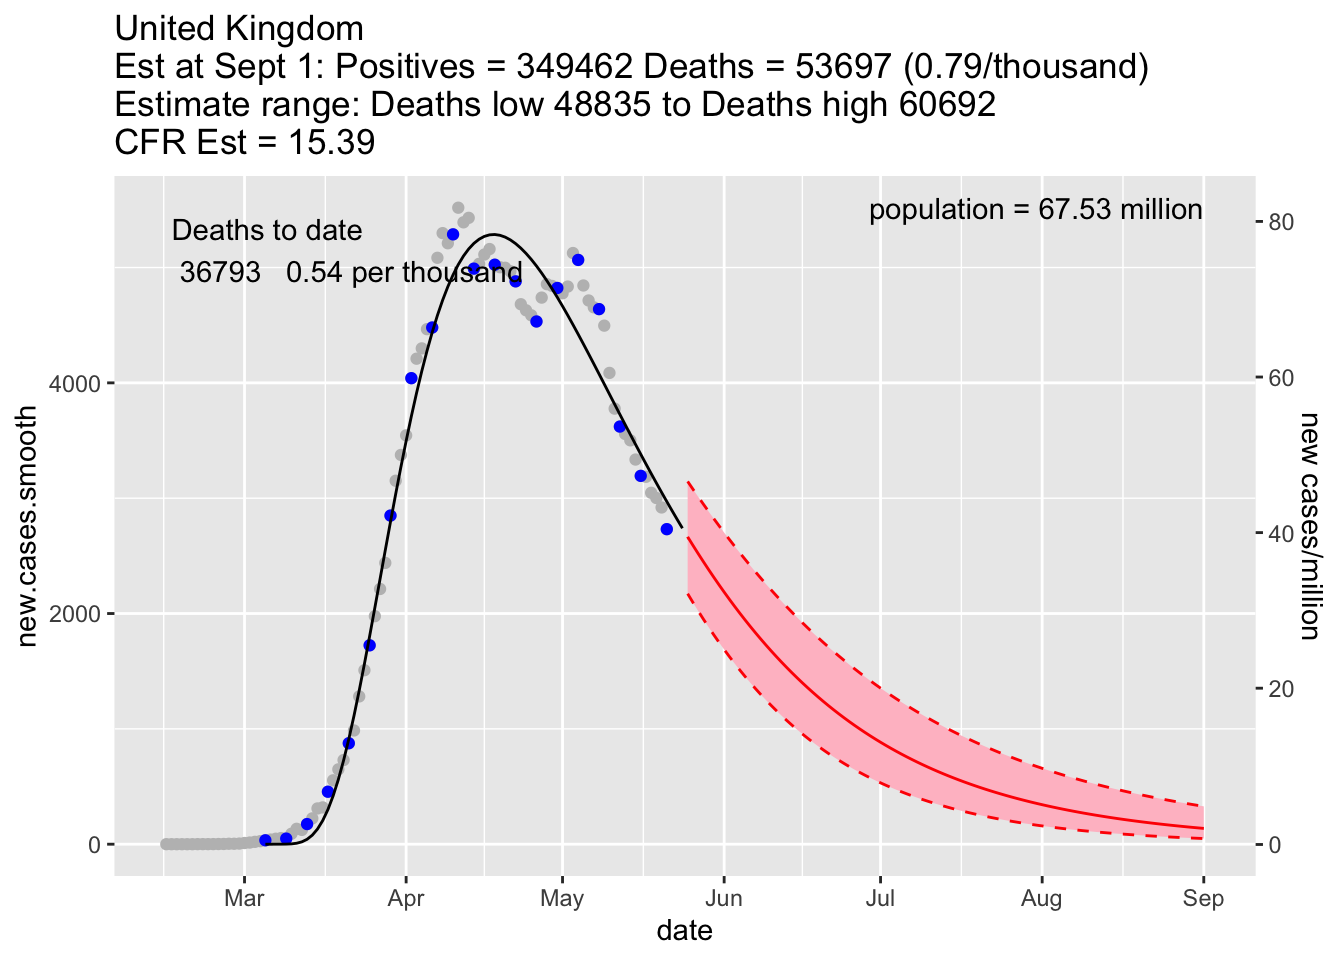 United Kingdom
Est at Sept 1: Positives = 349462 Deaths = 53697 (0.79/thousand)
Estimate range: Deaths low 48835 to Deaths high 60692
CFR Est = 15.39
Deaths to date
36793 0.54 per thousand
population = 67.53 million
new.cases.smooth
4000
2000
0
80
60
40
20
0
new cases/million
Mar Apr May Jun Jul Aug Sep
date